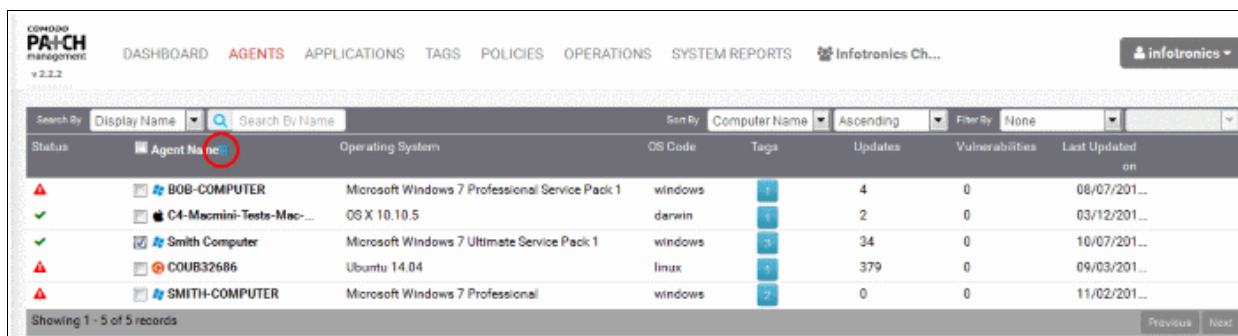 COMODO
PATCH
management
v 2.2.2
DASHBOARD AGENTS APPLICATIONS TAGS POLICIES OPERATIONS SYSTEM REPORTS Infotronics Ch... infotronics
Search By Display Name Search By Name Sort By Computer Name Ascending Filter By None
Status Agent Name Operating System OS Code Tags Updates Vulnerabilities Last Updated on
BOB-COMPUTER Microsoft Windows 7 Professional Service Pack 1 windows 1 4 0 08/07/201...
C4-Macmini-Tests-Mac-... OS X 10.10.5 darwin 1 2 0 03/12/201...
Smith Computer Microsoft Windows 7 Ultimate Service Pack 1 windows 3 34 0 10/07/201...
COUB32686 Ubuntu 14.04 linux 1 379 0 09/03/201...
SMITH-COMPUTER Microsoft Windows 7 Professional windows 2 0 0 11/02/201...
Showing 1 - 5 of 5 records Previous Next